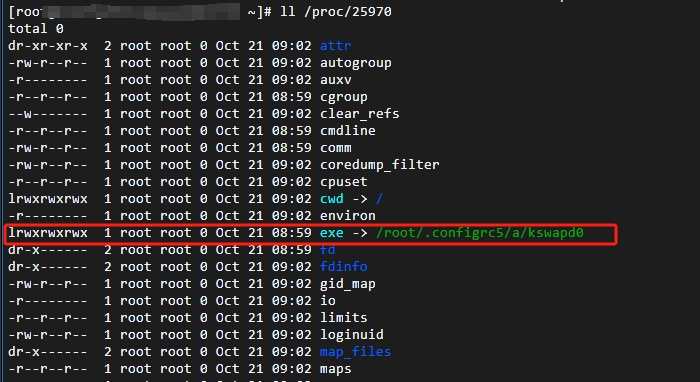 [root ~]# ll /proc/25970
total 0
dr-xr-xr-x 2 root root 0 Oct 21 09:02 attr
-rw-r--r-- 1 root root 0 Oct 21 09:02 autogroup
-r-------- 1 root root 0 Oct 21 09:02 auxv
-r--r--r-- 1 root root 0 Oct 21 08:59 cgroup
--w------- 1 root root 0 Oct 21 09:02 clear_refs
-r--r--r-- 1 root root 0 Oct 21 08:59 cmdline
-rw-r--r-- 1 root root 0 Oct 21 08:59 comm
-rw-r--r-- 1 root root 0 Oct 21 09:02 coredump_filter
-r--r--r-- 1 root root 0 Oct 21 09:02 cpuset
lrwxrwxrwx 1 root root 0 Oct 21 09:02 cwd -> /
-r-------- 1 root root 0 Oct 21 09:02 environ
lrwxrwxrwx 1 root root 0 Oct 21 08:59 exe -> /root/.configrc5/a/kswapd0
dr-x------ 2 root root 0 Oct 21 08:59 fd
dr-x------ 2 root root 0 Oct 21 09:02 fdinfo
-rw-r--r-- 1 root root 0 Oct 21 09:02 gid_map
-r-------- 1 root root 0 Oct 21 09:02 io
-r--r--r-- 1 root root 0 Oct 21 09:02 limits
-rw-r--r-- 1 root root 0 Oct 21 09:02 loginuid
dr-x------ 2 root root 0 Oct 21 09:02 map_files
-r--r--r-- 1 root root 0 Oct 21 09:02 maps